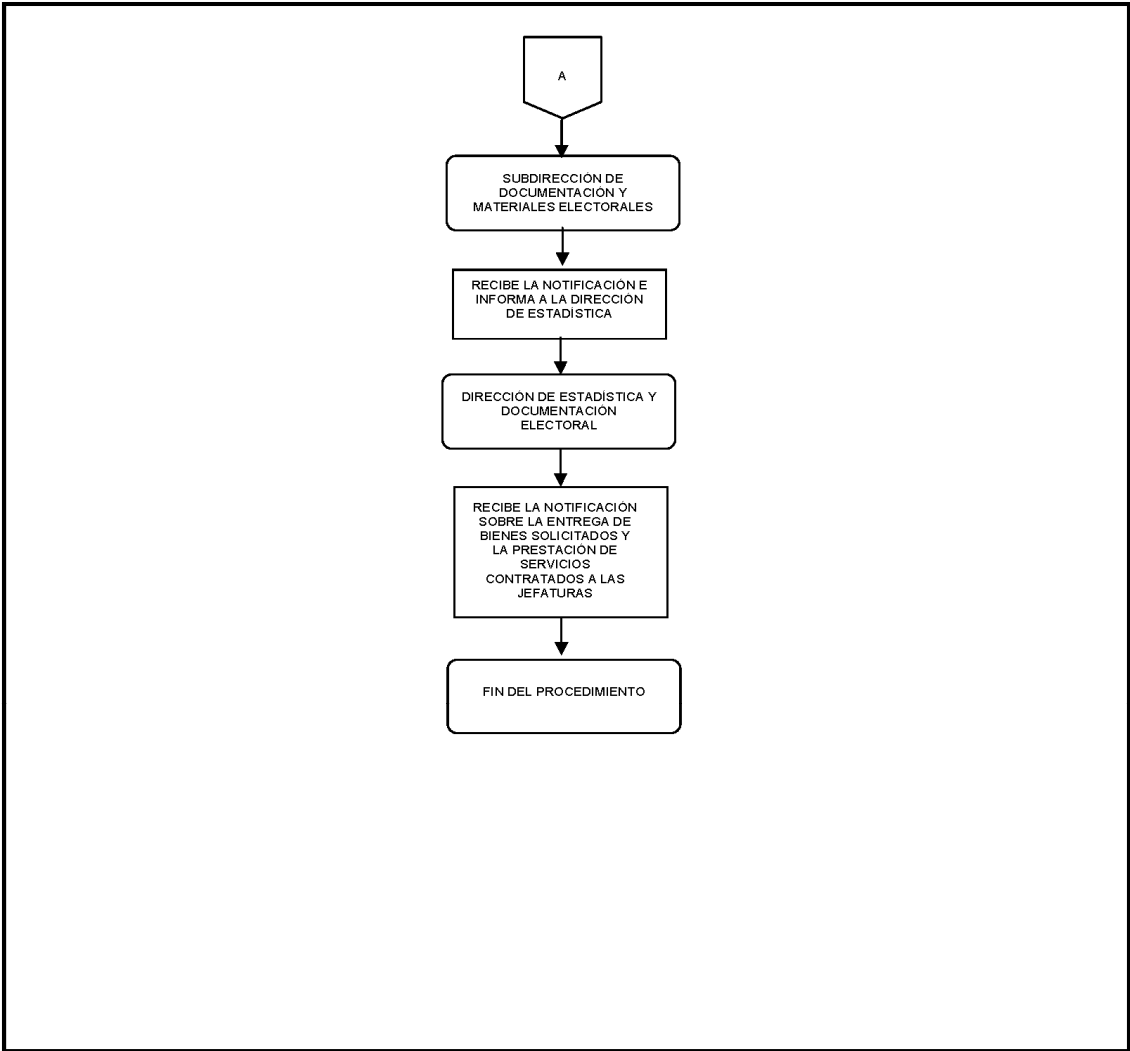 A
SUBDIRECCIÓN DE
DOCUMENTACIÓN Y
MATERIALES ELECTORALES
RECIBE LA NOTIFICACIÓN E
INFORMA A LA DIRECCIÓN
DE ESTADÍSTICA
DIRECCIÓN DE ESTADÍSTICA Y
DOCUMENTACIÓN
ELECTORAL
RECIBE LA NOTIFICACIÓN
SOBRE LA ENTREGA DE
BIENES SOLICITADOS Y
LA PRESTACIÓN DE
SERVICIOS
CONTRATADOS A LAS
JEFATURAS
FIN DEL PROCEDIMIENTO